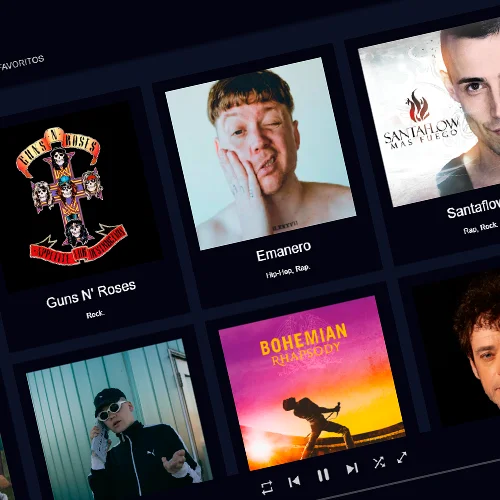 FAVORITOS
GUNS N' ROSES
APPETITE FOR DESTRUCTION
Guns N' Roses
Rock.
EMANERO
Emanero
Hip-Hop, Rap.
SANTAFLOW
MAS FUEGO
Santaflow
Rap, Rock.
BOHEMIAN
RHAPSODY